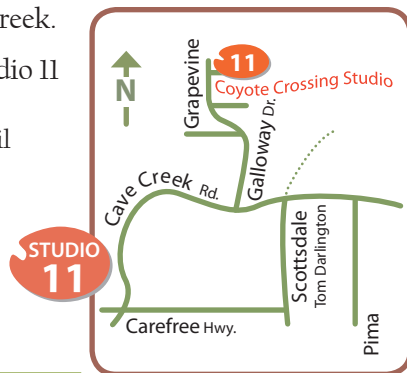 reek.
dio 11
il
N
Grapevine
11
Coyote Crossing Studio
Galloway Dr.
Cave Creek Rd.
STUDIO
11
Scottsdale
Tom Darlington
Pima
Carefree Hwy.